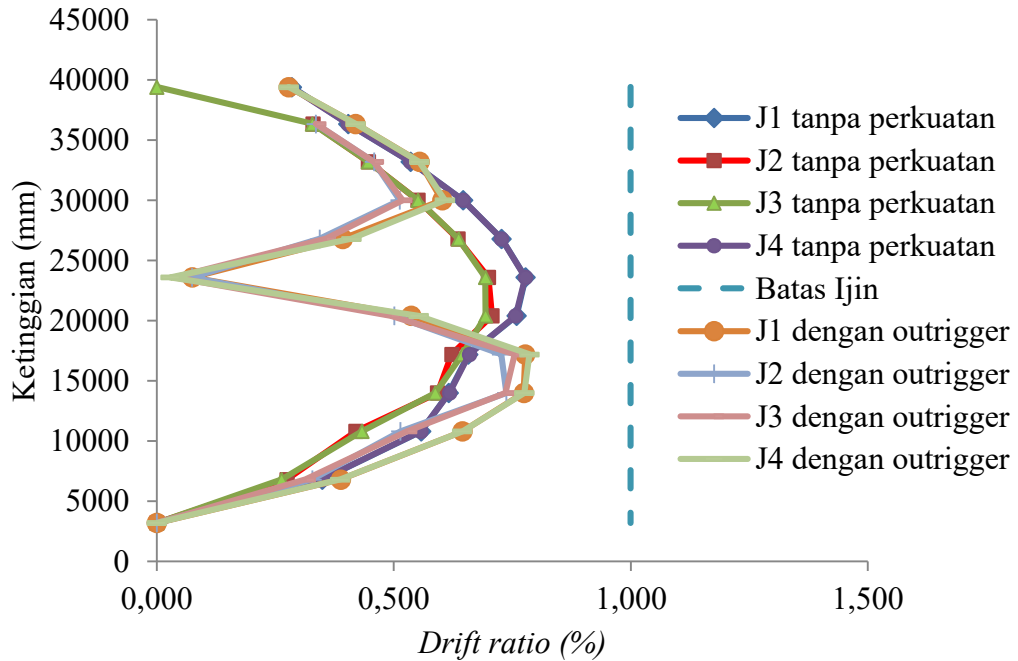 45000
40000
35000
30000
25000
20000
15000
10000
5000
0
Ketinggian (mm)
0,000
0,500
1,000
1,500
Drift ratio (%)
J1 tanpa perkuatan
J2 tanpa perkuatan
J3 tanpa perkuatan
J4 tanpa perkuatan
Batas Ijin
J1 dengan outrigger
J2 dengan outrigger
J3 dengan outrigger
J4 dengan outrigger